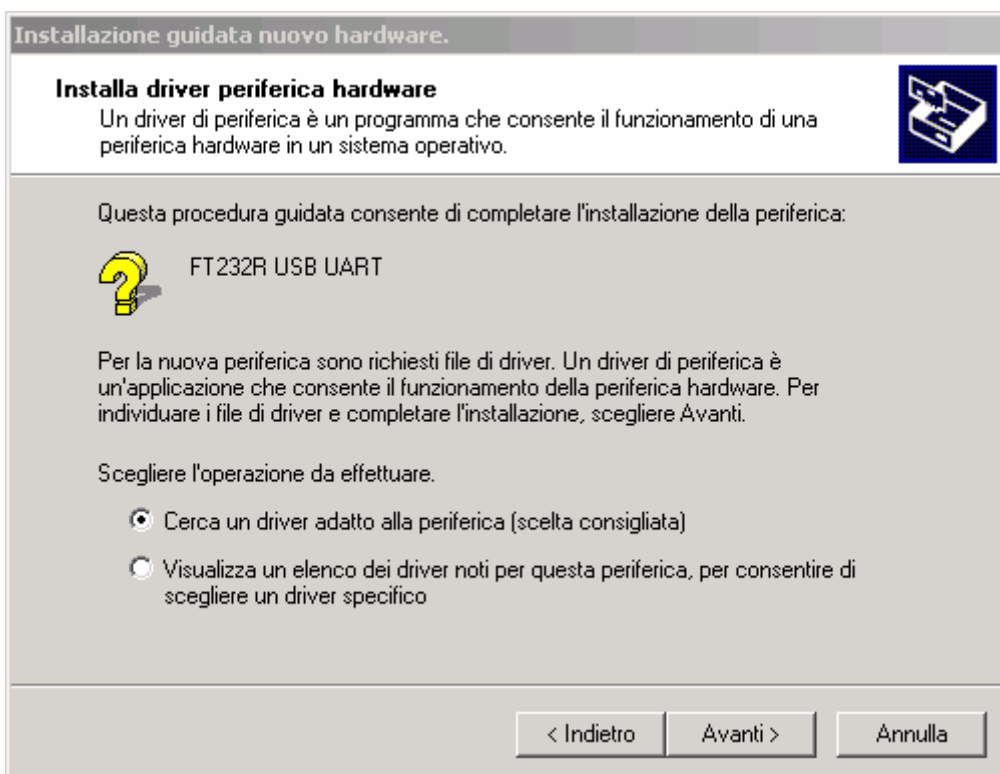 Installazione guidata nuovo hardware.
Installa driver periferica hardware
Un driver di periferica è un programma che consente il funzionamento di una
periferica hardware in un sistema operativo.
Questa procedura guidata consente di completare l'installazione della periferica:
FT232R USB UART
Per la nuova periferica sono richiesti file di driver. Un driver di periferica è
un'applicazione che consente il funzionamento della periferica hardware. Per
individuare i file di driver e completare l'installazione, scegliere Avanti.
Scegliere l'operazione da effettuare.
Cerca un driver adatto alla periferica (scelta consigliata)
Visualizza un elenco dei driver noti per questa periferica, per consentire di
scegliere un driver specifico
< Indietro Avanti > Annulla